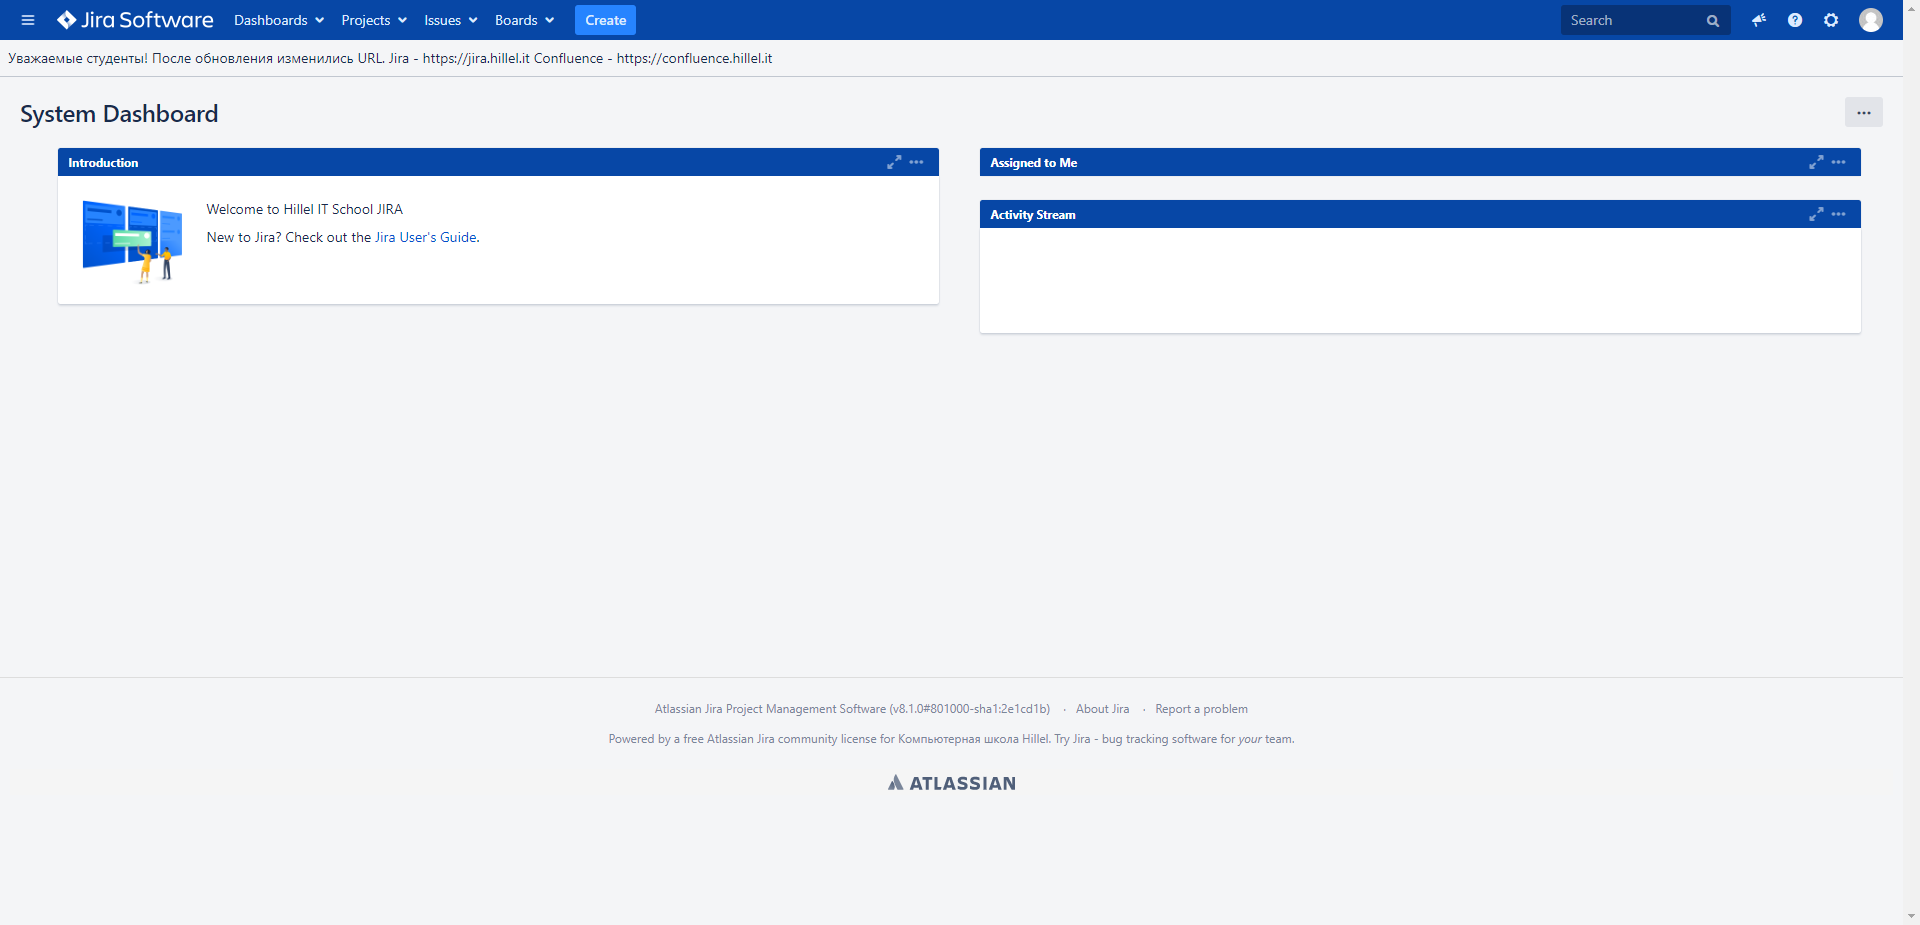 Jira Software Dashboards Projects Issues Boards Create Search
Уважаемые студенты! После обновления изменились URL. Jira - https://jira.hillel.it Confluence - https://confluence.hillel.it
System Dashboard
Introduction
Welcome to Hillel IT School JIRA
New to Jira? Check out the Jira User's Guide.
Assigned to Me
Activity Stream
Atlassian Jira Project Management Software (v8.1.0#801000-sha1:2e1cd1b) · About Jira · Report a problem
Powered by a free Atlassian Jira community license for Компьютерная школа Hillel. Try Jira - bug tracking software for your team.
ATLASSIAN